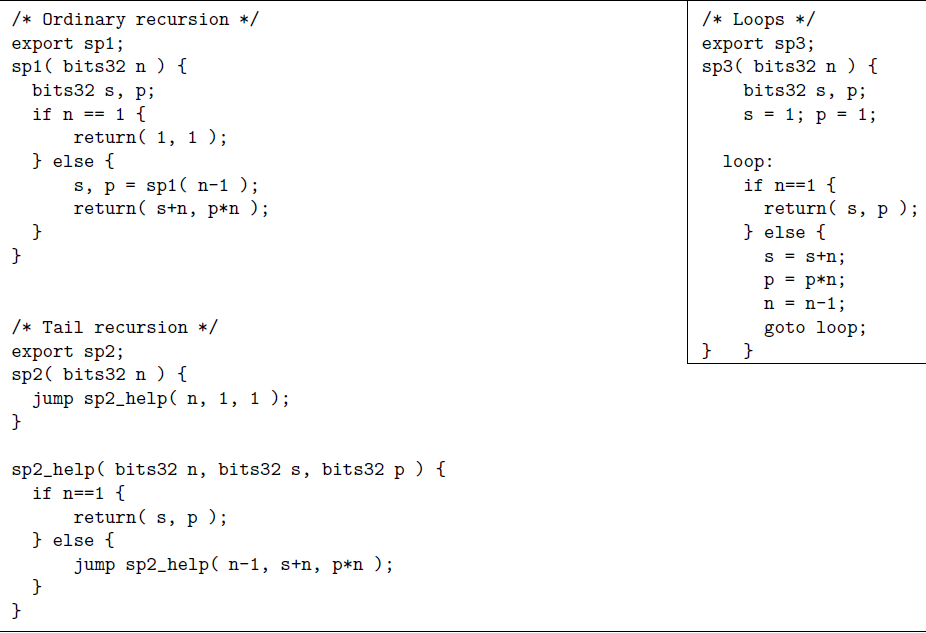 /* Ordinary recursion */
export sp1;
sp1( bits32 n ) {
  bits32 s, p;
  if n == 1 {
      return( 1, 1 );
  } else {
      s, p = sp1( n-1 );
      return( s+n, p*n );
  }
}
/* Tail recursion */
export sp2;
sp2( bits32 n ) {
  jump sp2_help( n, 1, 1 );
}
sp2_help( bits32 n, bits32 s, bits32 p ) {
  if n==1 {
      return( s, p );
  } else {
      jump sp2_help( n-1, s+n, p*n );
  }
}
/* Loops */
export sp3;
sp3( bits32 n ) {
    bits32 s, p;
    s = 1; p = 1;
  loop:
    if n==1 {
      return( s, p );
    } else {
      s = s+n;
      p = p*n;
      n = n-1;
      goto loop;
}   }